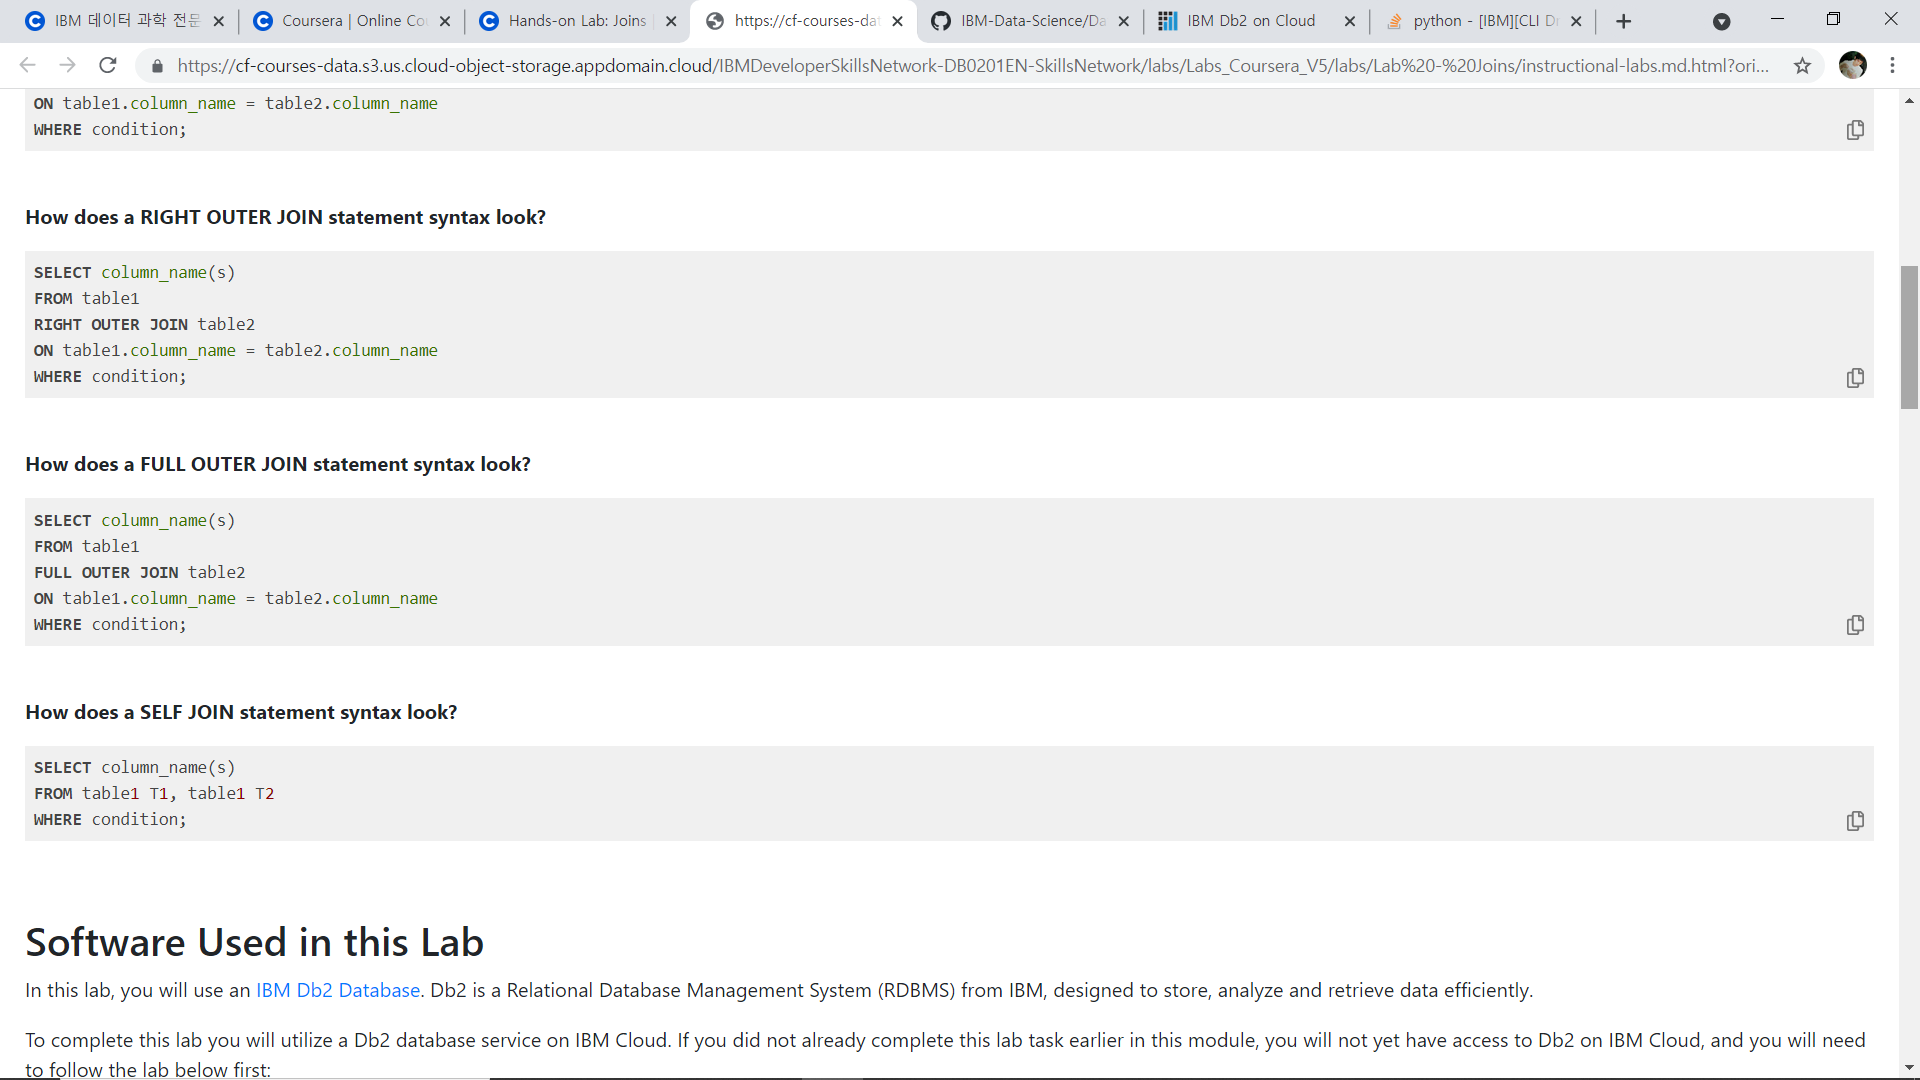 IBM 데이터 과학 전문
Coursera | Online Co
Hands-on Lab: Joins |
https://cf-courses-dat
IBM-Data-Science/Da
IBM Db2 on Cloud
python - [IBM][CLI Dr
https://cf-courses-data.s3.us.cloud-object-storage.appdomain.cloud/IBMDeveloperSkillsNetwork-DB0201EN-SkillsNetwork/labs/Labs_Coursera_V5/labs/Lab%20-%20Joins/instructional-labs.md.html?ori...
ON table1.column_name = table2.column_name
WHERE condition;
How does a RIGHT OUTER JOIN statement syntax look?
SELECT column_name(s)
FROM table1
RIGHT OUTER JOIN table2
ON table1.column_name = table2.column_name
WHERE condition;
How does a FULL OUTER JOIN statement syntax look?
SELECT column_name(s)
FROM table1
FULL OUTER JOIN table2
ON table1.column_name = table2.column_name
WHERE condition;
How does a SELF JOIN statement syntax look?
SELECT column_name(s)
FROM table1 T1, table1 T2
WHERE condition;
Software Used in this Lab
In this lab, you will use an IBM Db2 Database. Db2 is a Relational Database Management System (RDBMS) from IBM, designed to store, analyze and retrieve data efficiently.
To complete this lab you will utilize a Db2 database service on IBM Cloud. If you did not already complete this lab task earlier in this module, you will not yet have access to Db2 on IBM Cloud, and you will need
to follow the lab below first: